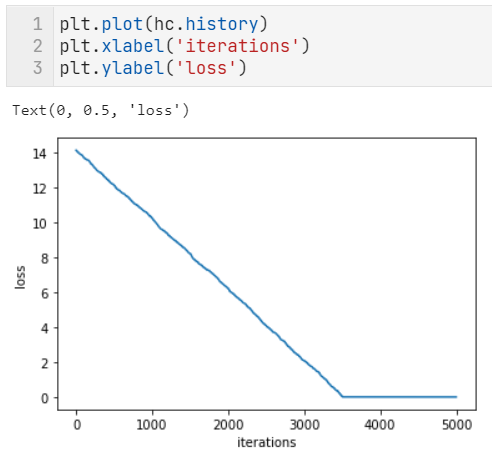 1 plt.plot(hc.history)
2 plt.xlabel('iterations')
3 plt.ylabel('loss')
Text(0, 0.5, 'loss')
14
12
10
8
6
4
2
0
loss
0 1000 2000 3000 4000 5000
iterations